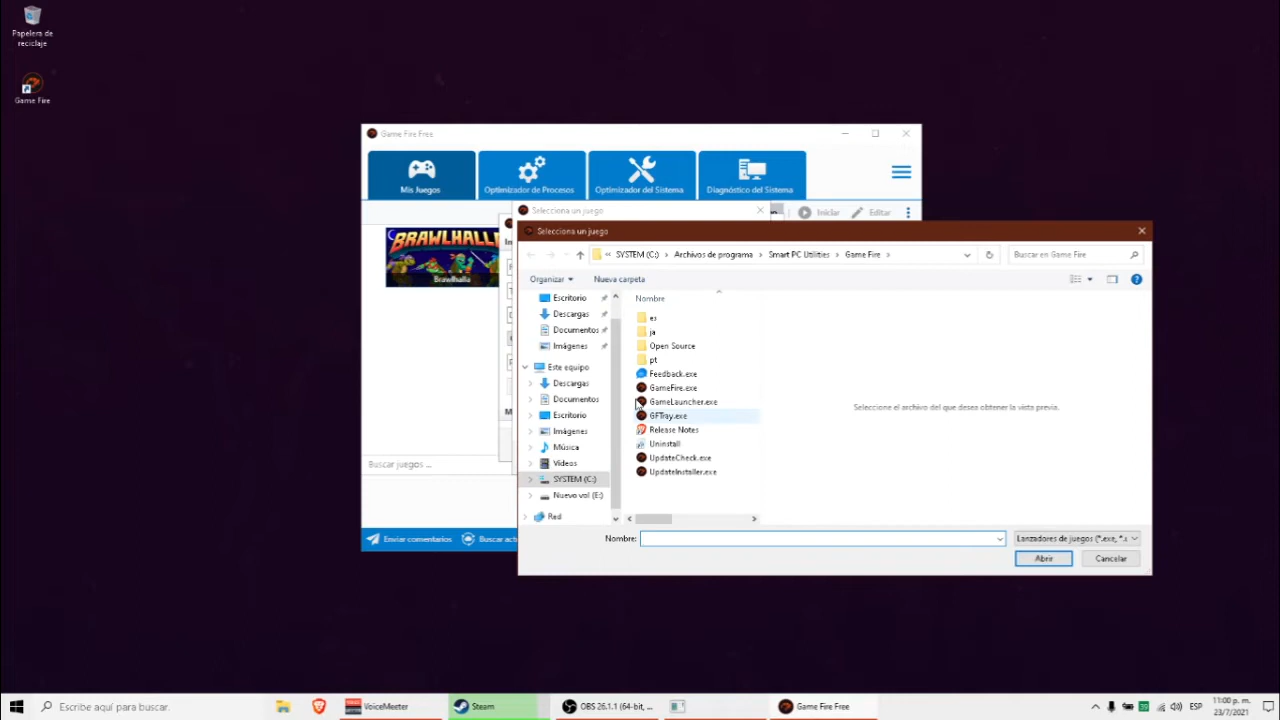 Papelera de
reciclaje
Game Fire
Game Fire Free
Mis Juegos
Optimizador de Procesos
Optimizador del Sistema
Diagnóstico del Sistema
Iniciar
Editar
BRAWLHALL
Brawlhalla
Buscar juegos ...
Enviar comentarios
Buscar act
Selecciona un juego
Selecciona un juego
« SYSTEM (C:) > Archivos de programa > Smart PC Utilities > Game Fire >
Buscar en Game Fire
Organizar
Nueva carpeta
Escritorio
Descargas
Documentos
Imágenes
Este equipo
Descargas
Documentos
Escritorio
Imágenes
Música
Vídeos
SYSTEM (C:)
Nuevo vol (E:)
Red
Nombre
es
ja
Open Source
pt
Feedback.exe
GameFire.exe
GameLauncher.exe
GFTray.exe
Release Notes
Uninstall
UpdateCheck.exe
UpdateInstaller.exe
Seleccione el archivo del que desea obtener la vista previa.
Nombre:
Lanzadores de juegos (*.exe, *.
Abrir
Cancelar
Escribe aquí para buscar.
VoiceMeeter
Steam
OBS 26.1.1 (64-bit, ...
Game Fire Free
ESP
11:00 p. m.
23/7/2021